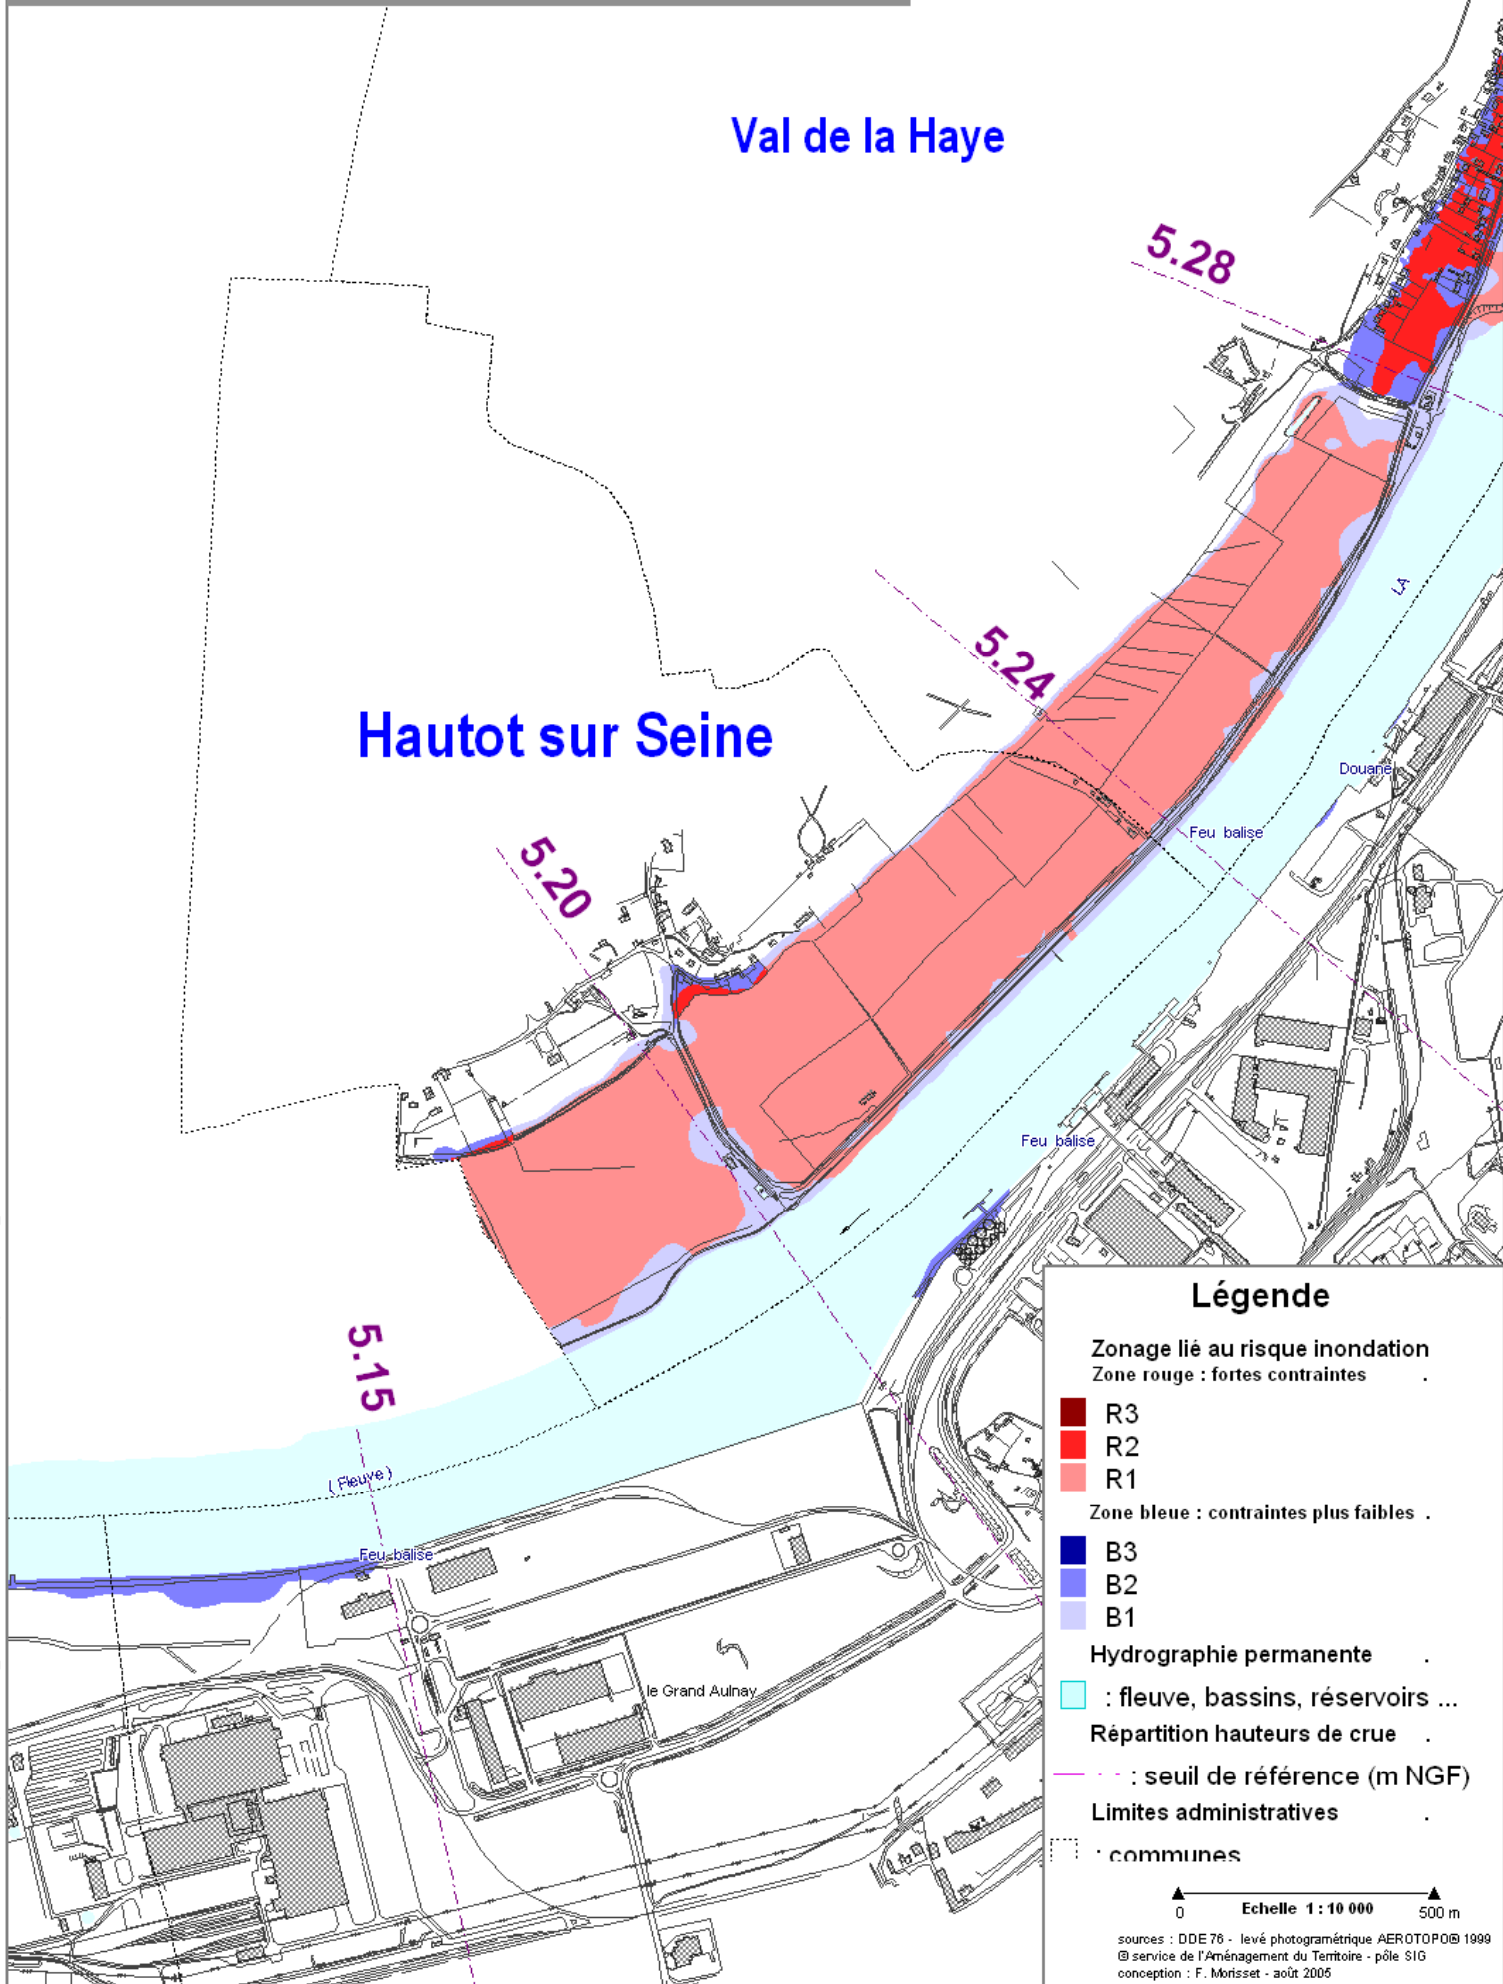 Val de la Haye
5.28
LA
5.24
Hautot sur Seine
Douane
Feu balise
5.20
Feu balise
5.15
( Fleuve )
Feu balise
le Grand Aulnay
Légende
Zonage lié au risque inondation
Zone rouge : fortes contraintes .
R3
R2
R1
Zone bleue : contraintes plus faibles .
B3
B2
B1
Hydrographie permanente .
: fleuve, bassins, réservoirs ...
Répartition hauteurs de crue .
: seuil de référence (m NGF)
Limites administratives .
: communes
0 Echelle 1 : 10 000 500 m
sources : DDE 76 - levé photogramétrique AEROTOPO® 1999
© service de l'Aménagement du Territoire - pôle SIG
conception : F. Morisset - août 2005